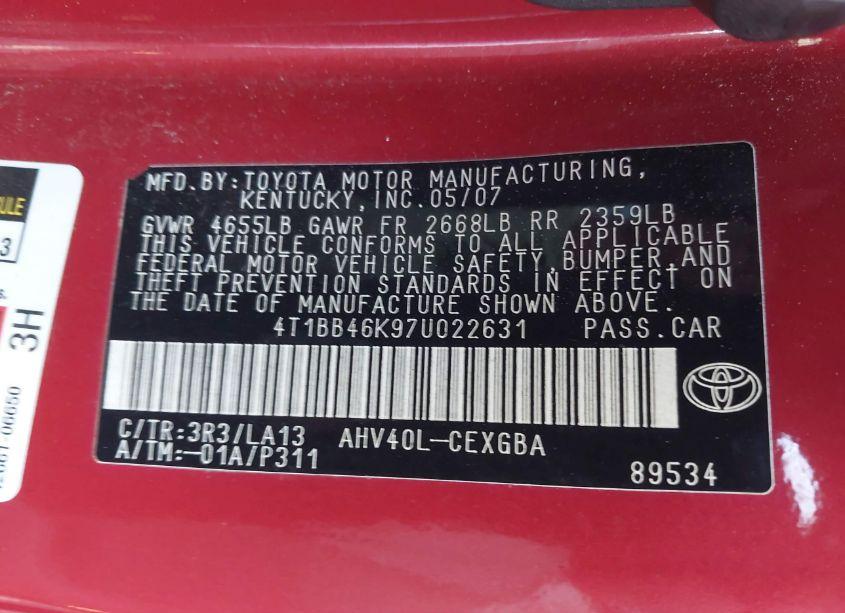 MFD.BY:TOYOTA MOTOR MANUFACTURING,
KENTUCKY,INC.05/07
GVWR 4655LB GAWR FR 2668LB RR 2359LB
THIS VEHICLE CONFORMS TO ALL APPLICABLE
FEDERAL MOTOR VEHICLE SAFETY,BUMPER,AND
THEFT PREVENTION STANDARDS IN EFFECT ON
THE DATE OF MANUFACTURE SHOWN ABOVE.
4T1BB46K97U022631 PASS.CAR
C/TR:3R3/LA13 AHV40L-CEXGBA
A/TM:-01A/P311
89534
3
3H